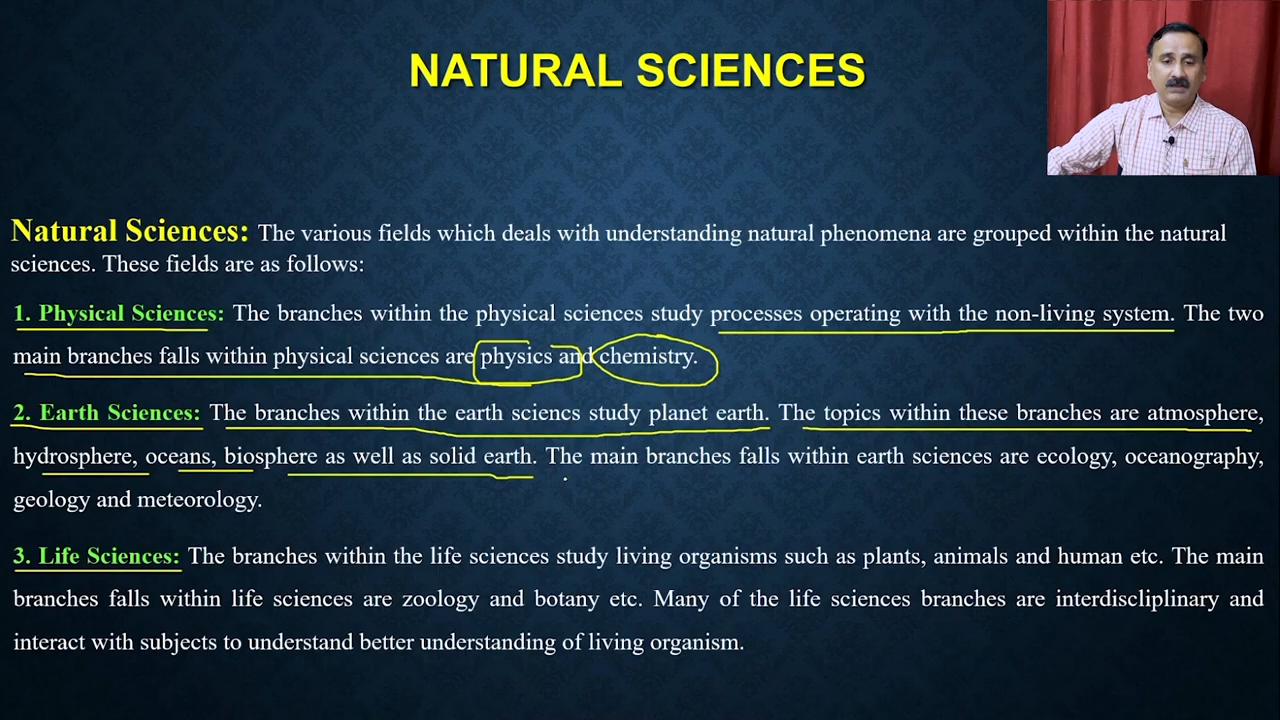 NATURAL SCIENCES
Natural Sciences: The various fields which deals with understanding natural phenomena are grouped within the natural
sciences. These fields are as follows:
1. Physical Sciences: The branches within the physical sciences study processes operating with the non-living system. The two
main branches falls within physical sciences are physics and chemistry.
2. Earth Sciences: The branches within the earth sciencs study planet earth. The topics within these branches are atmosphere,
hydrosphere, oceans, biosphere as well as solid earth. The main branches falls within earth sciences are ecology, oceanography,
geology and meteorology.
3. Life Sciences: The branches within the life sciences study living organisms such as plants, animals and human etc. The main
branches falls within life sciences are zoology and botany etc. Many of the life sciences branches are interdiscliplinary and
interact with subjects to understand better understanding of living organism.